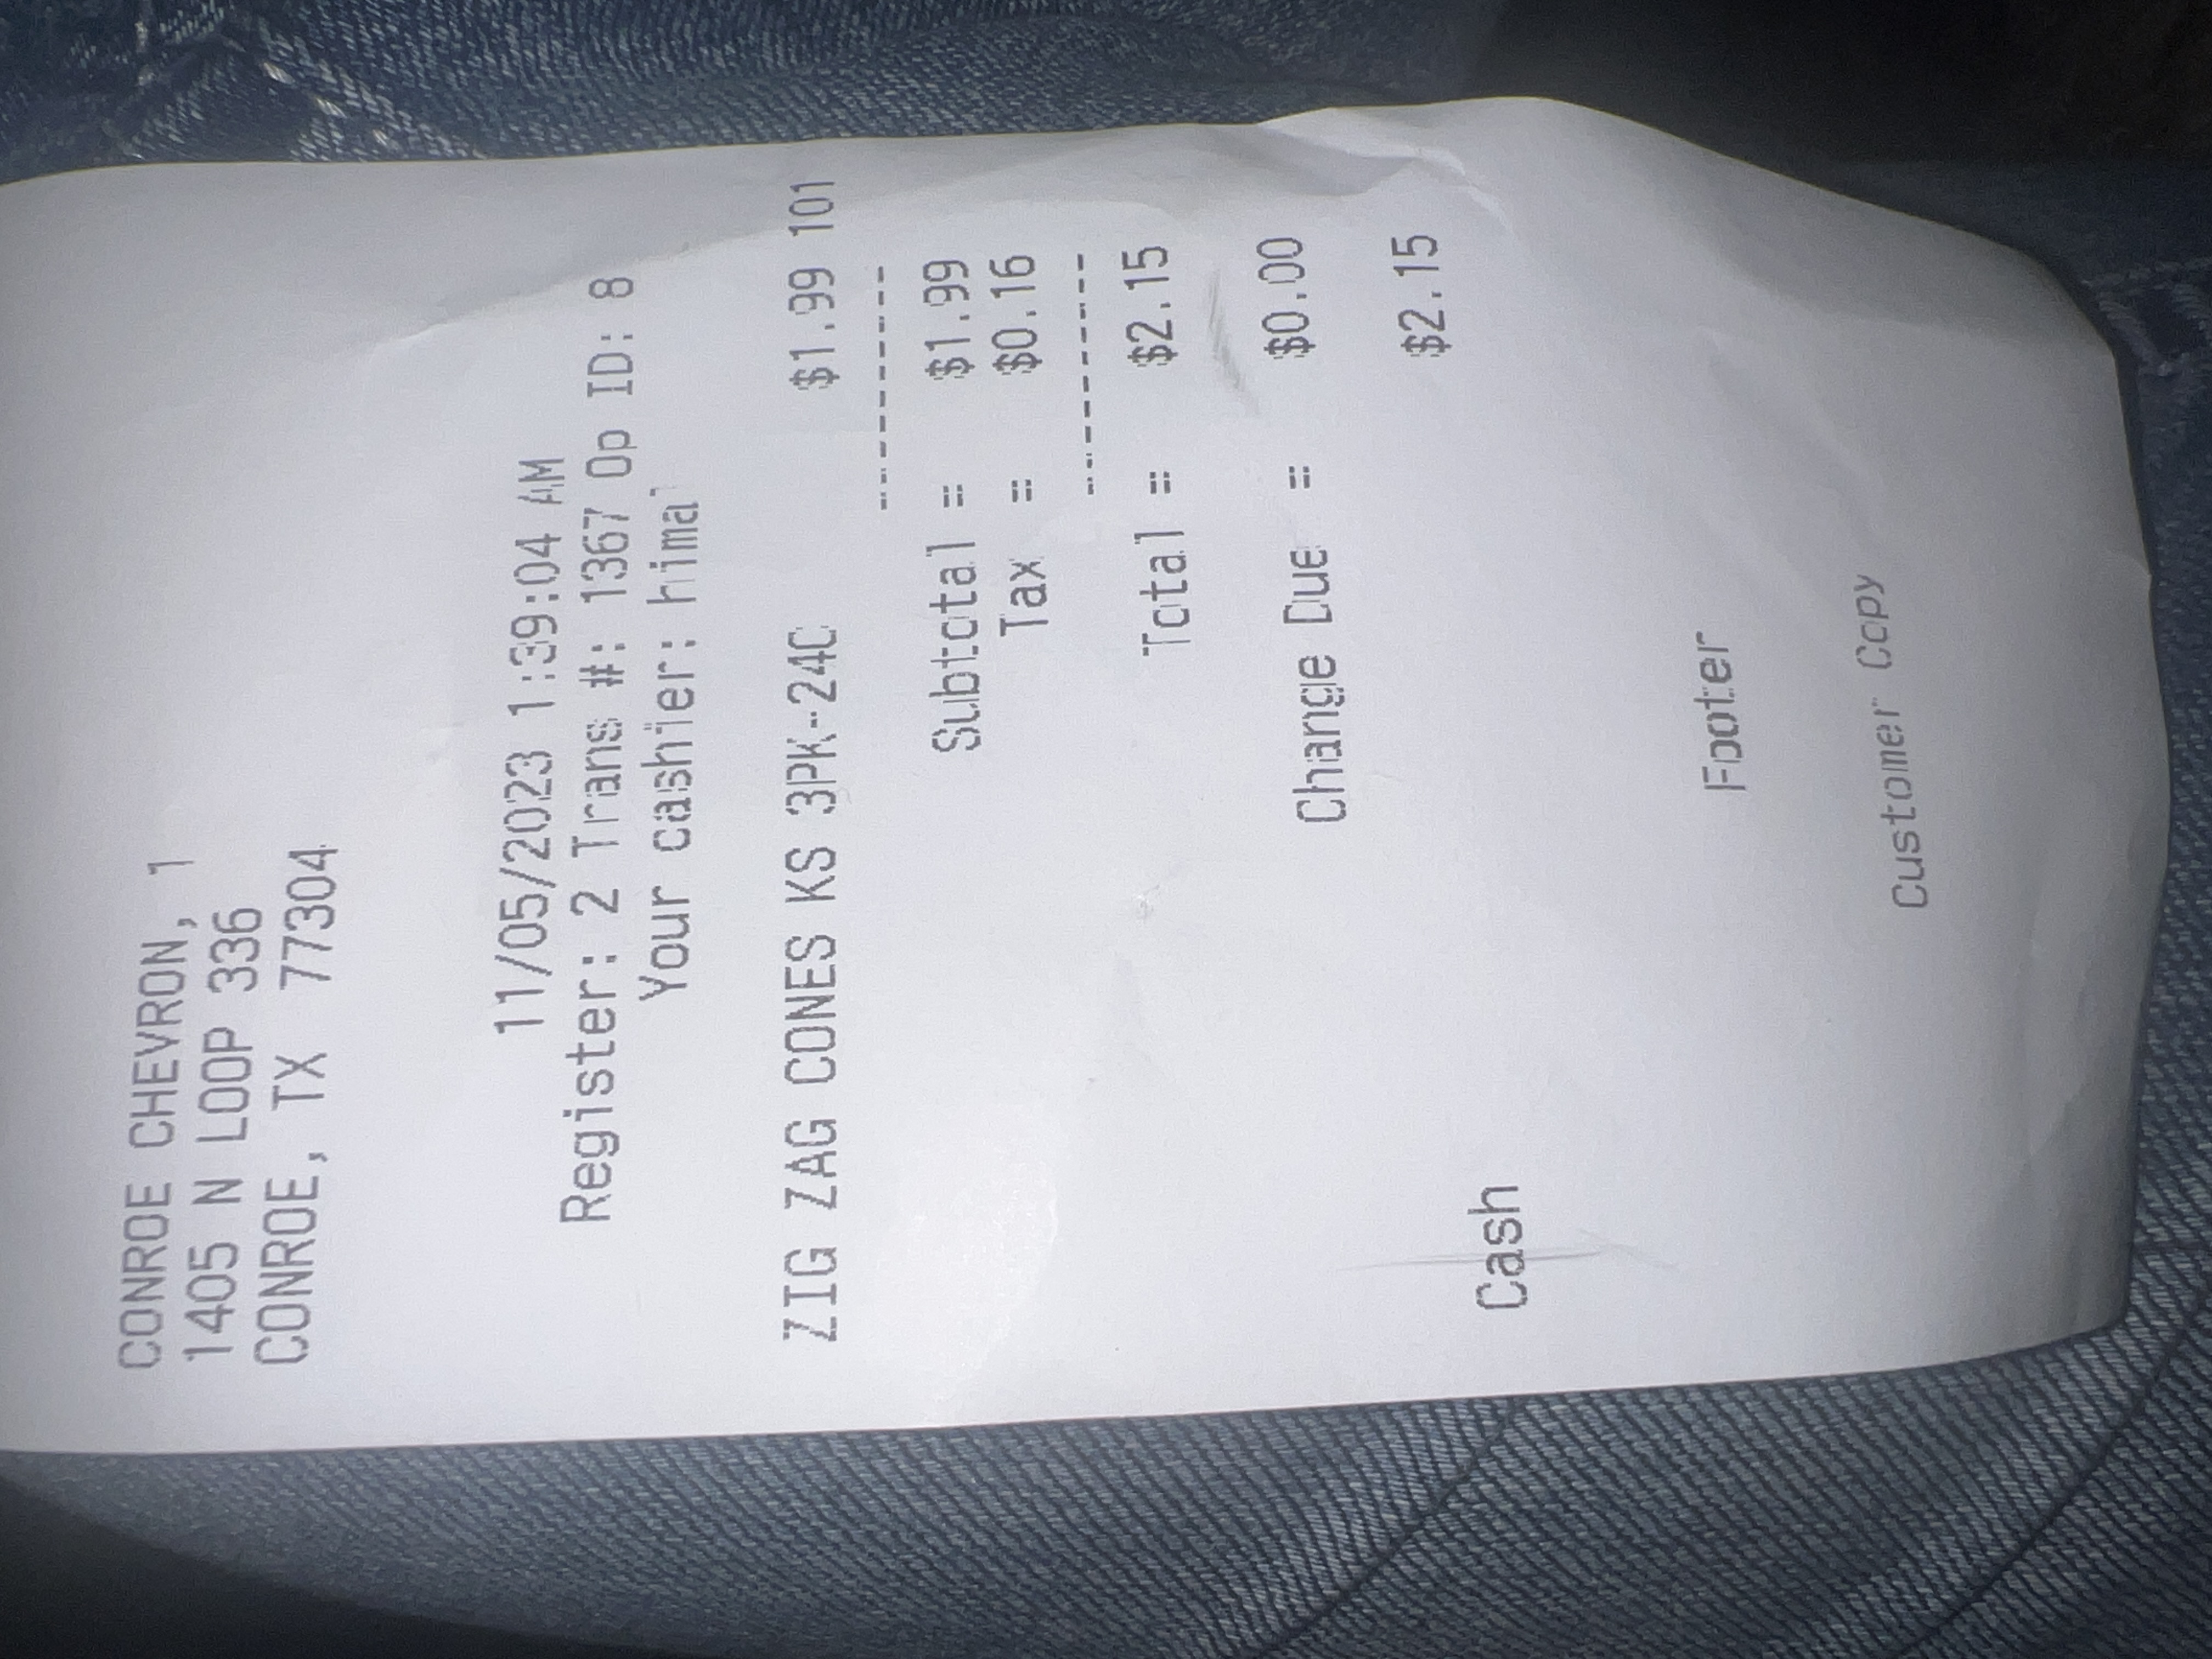 CONROE CHEVRON, 1
1405 N LOOP 336
CONROE, TX 77304
11/05/2023 1:39:04 AM
Register: 2 Trans #: 1367 Op ID: 8
Your cashier: himal
ZIG ZAG CONES KS 3PK-24C $1.99 101
----------
Subtotal = $1.99
Tax = $0.16
----------
Total = $2.15
Change Due = $0.00
Cash $2.15
Footer
Customer Copy